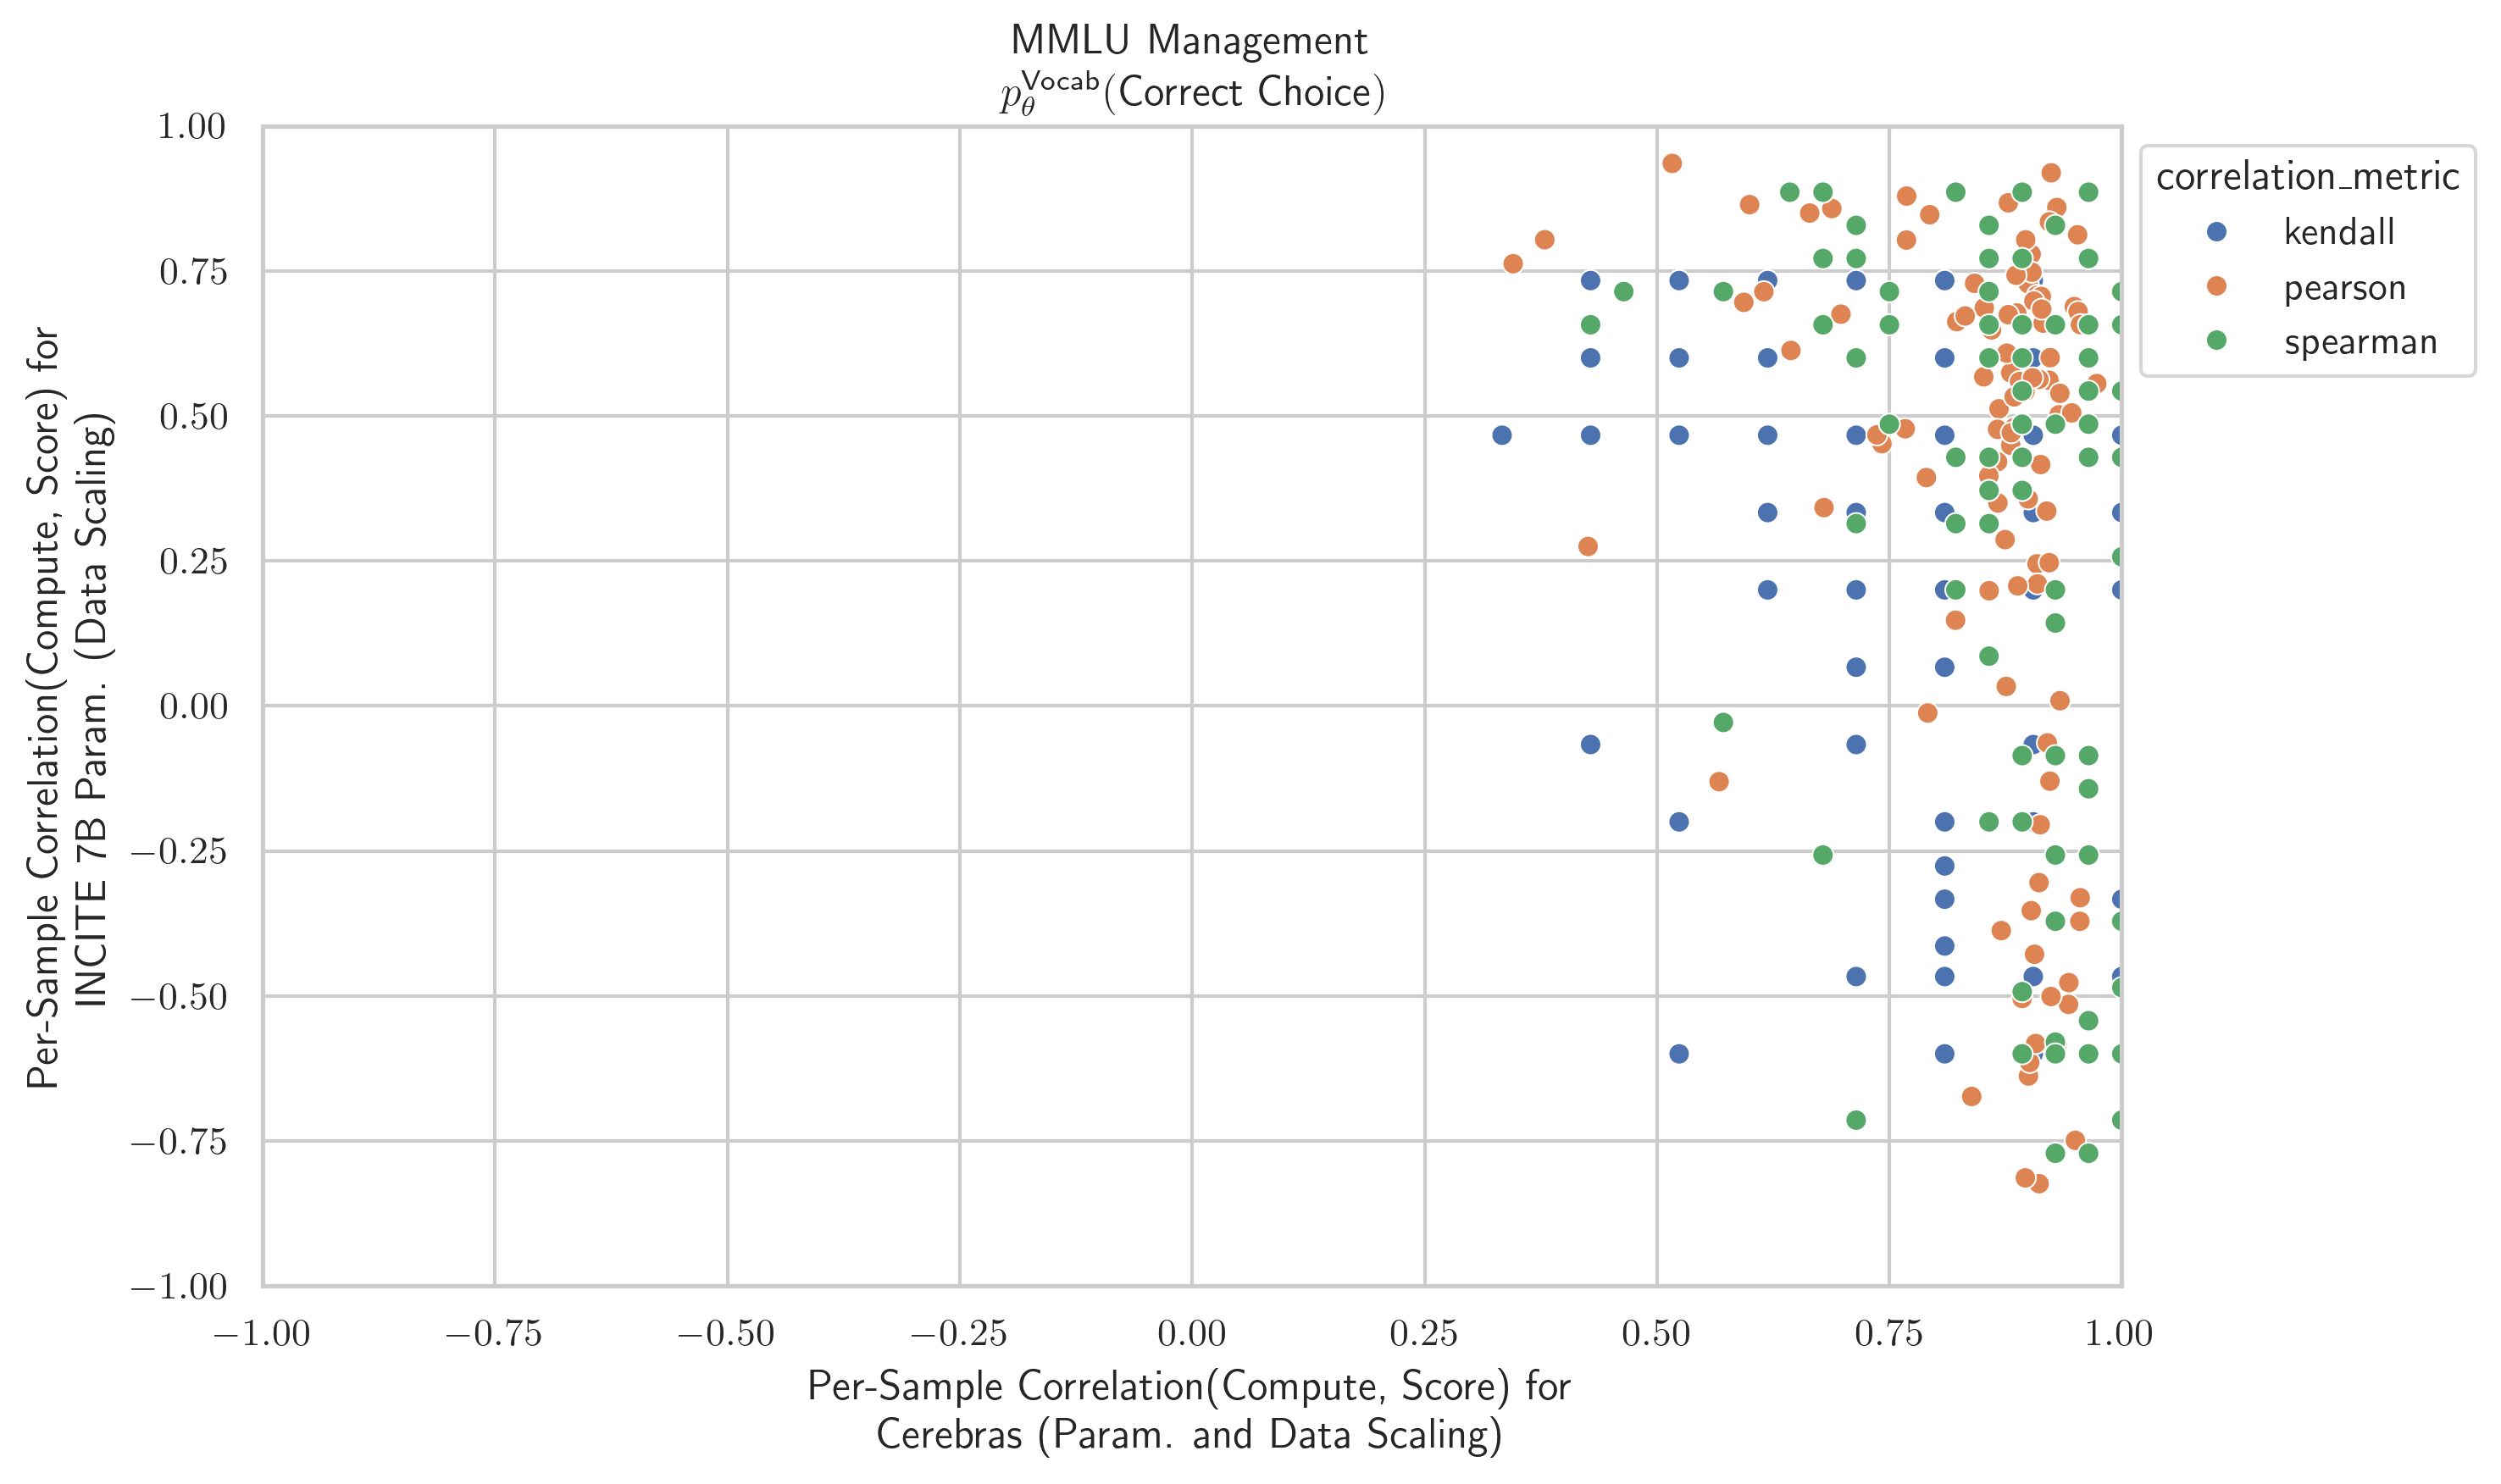 MMLU Management
p_θ^Vocab(Correct Choice)
1.00
0.75
0.50
0.25
0.00
−0.25
−0.50
−0.75
−1.00
Per-Sample Correlation(Compute, Score) for
INCITE 7B Param. (Data Scaling)
−1.00 −0.75 −0.50 −0.25 0.00 0.25 0.50 0.75 1.00
Per-Sample Correlation(Compute, Score) for
Cerebras (Param. and Data Scaling)
correlation_metric
kendall
pearson
spearman